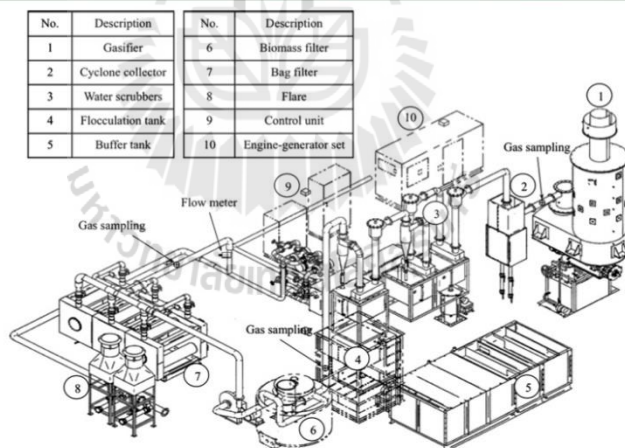 No. Description No. Description
1 Gasifier 6 Biomass filter
2 Cyclone collector 7 Bag filter
3 Water scrubbers 8 Flare
4 Flocculation tank 9 Control unit
5 Buffer tank 10 Engine-generator set
1
10
Gas sampling
2
9
3
Flow meter
Gas sampling
Gas sampling
4
5
7
8
6